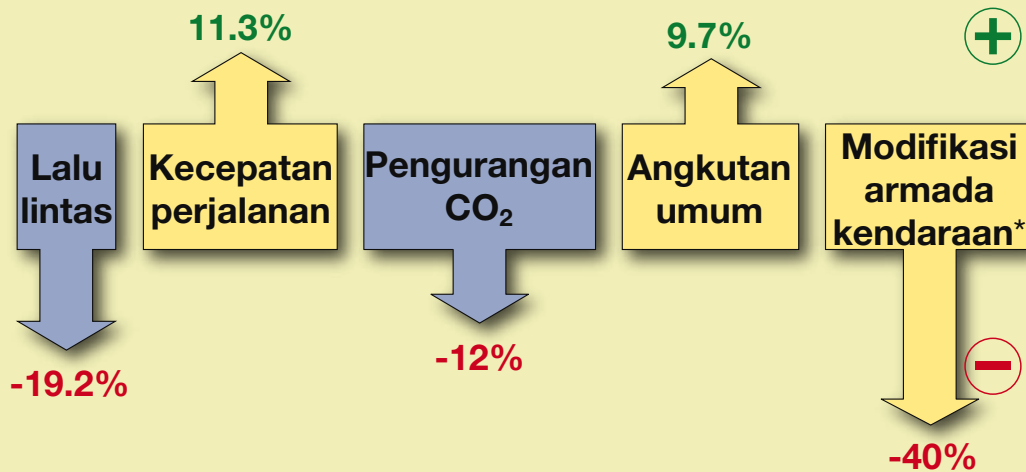 11.3%
9.7%
Lalu
lintas
Kecepatan
perjalanan
Pengurangan
CO₂
Angkutan
umum
Modifikasi
armada
kendaraan*
-19.2%
-12%
-40%